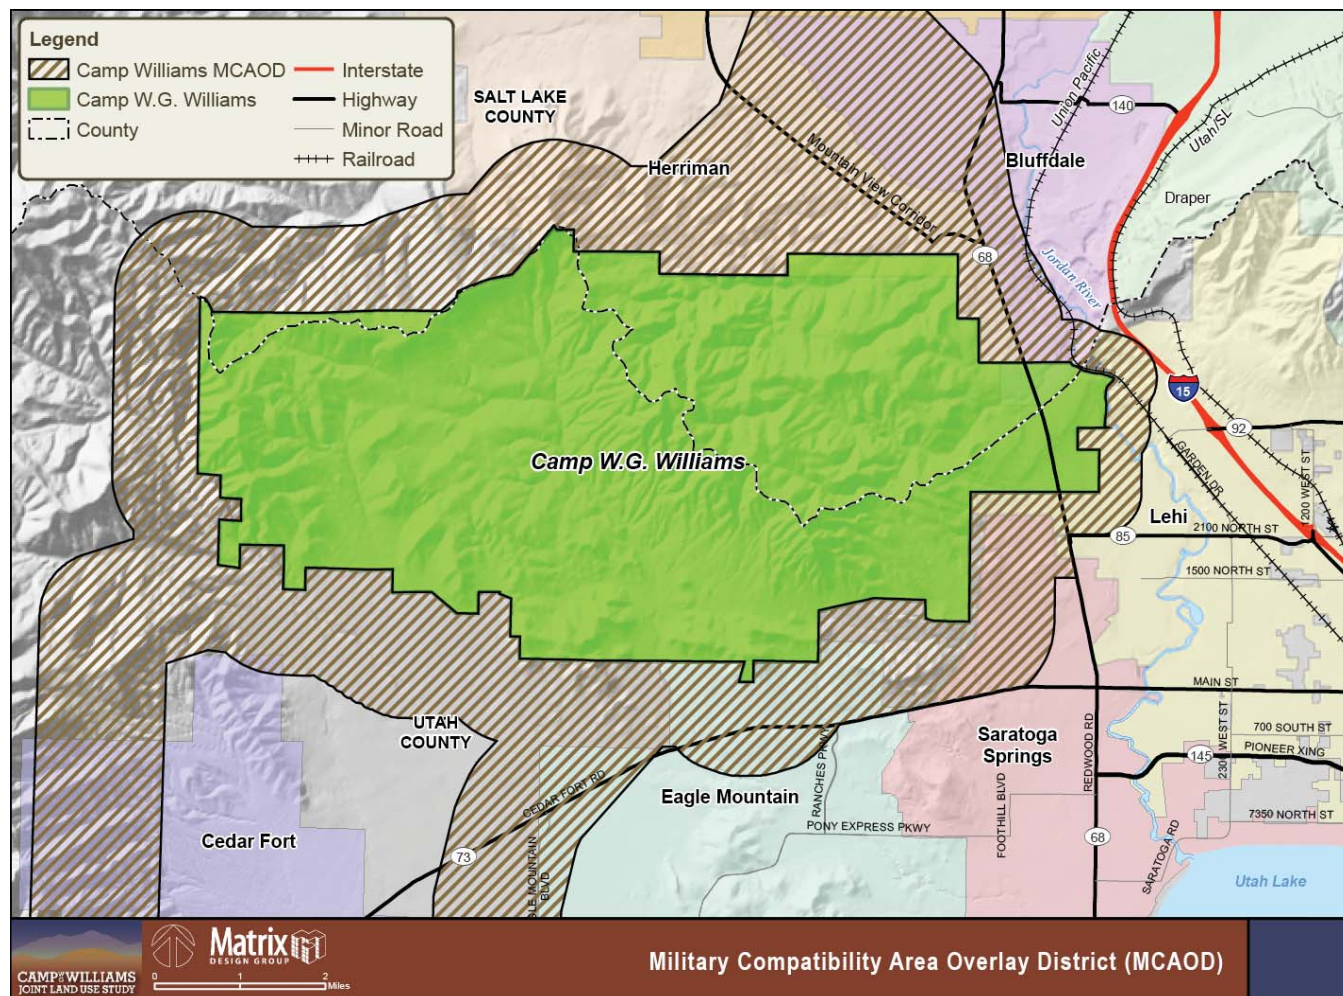 Legend
Camp Williams MCAOD
Camp W.G. Williams
County
Interstate
Highway
Minor Road
Railroad
SALT LAKE
COUNTY
Herriman
Mountain View Corridor
Union Pacific
140
Utah/SL
Bluffdale
Draper
68
Jordan River
15
92
Camp W.G. Williams
GARDEN DR
1200 WEST ST
Lehi
2100 NORTH ST
85
1500 NORTH ST
MAIN ST
UTAH
COUNTY
Saratoga
Springs
REDWOOD RD
2300 WEST ST
700 SOUTH ST
PIONEER XING
145
RANCHES PKWY
CEDAR FORT RD
Eagle Mountain
FOOTHILL BLVD
7350 NORTH ST
PONY EXPRESS PKWY
Cedar Fort
73
GLE MOUNTAIN
BLVD
68
SARATOGA RD
Utah Lake
CAMP W.G. WILLIAMS
JOINT LAND USE STUDY
Matrix
DESIGN GROUP
0 1 2
Miles
Military Compatibility Area Overlay District (MCAOD)